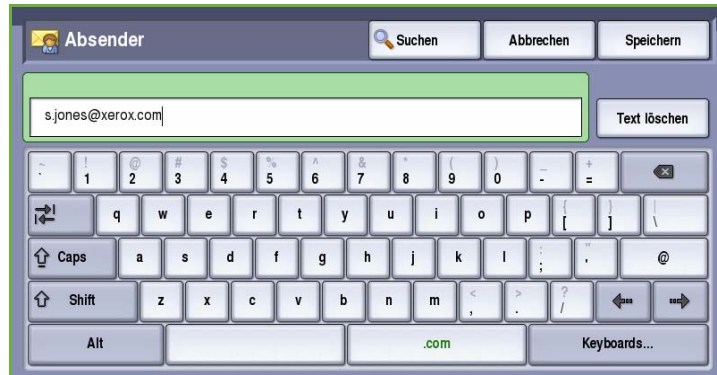 Absender Suchen Abbrechen Speichern
s.jones@xerox.com Text löschen
~ ` ! 1 @ 2 # 3 $ 4 % 5 ^ 6 & 7 * 8 ( 9 ) 0 _ - + =
q w e r t y u i o p { [ } ] | \
Caps a s d f g h j k l : ; " ' @
Shift z x c v b n m < , > . ? /
Alt .com Keyboards...